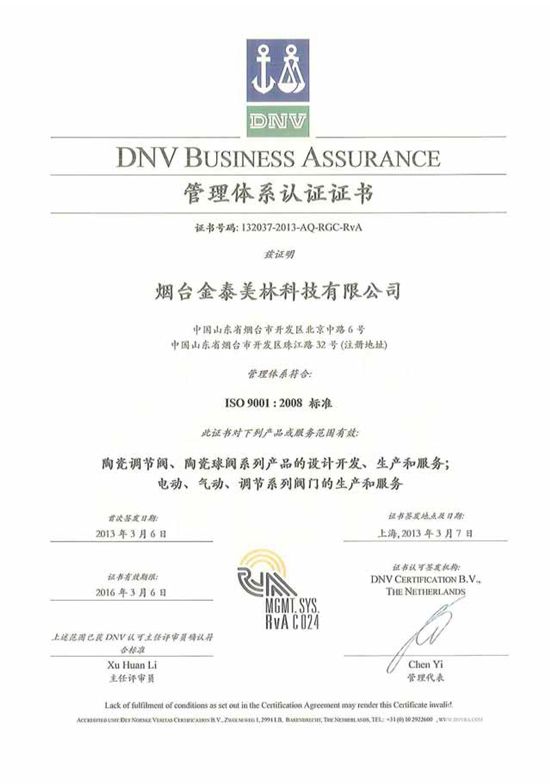 DNV
DNV BUSINESS ASSURANCE
管理体系认证证书
证书号码: 132037-2013-AQ-RGC-RvA
兹证明
烟台金泰美林科技有限公司
中国山东省烟台市开发区北京中路 6 号
中国山东省烟台市开发区珠江路 32 号 (注册地址)
管理体系符合:
ISO 9001 : 2008 标准
此证书对下列产品或服务范围有效:
陶瓷调节阀、陶瓷球阀系列产品的设计开发、生产和服务;
电动、气动、调节系列阀门的生产和服务
首次签发日期:
2013 年 3 月 6 日
证书签发地点及日期:
上海, 2013 年 3 月 7 日
证书有效期限:
2016 年 3 月 6 日
证书认可签发机构:
DNV CERTIFICATION B.V.,
THE NETHERLANDS
RVA
MGMT. SYS.
RvA C 024
上述范围已获 DNV 认可主任评审员确认符
合标准
Xu Huan Li
主任评审员
Chen Yi
管理代表
Lack of fulfilment of conditions as set out in the Certification Agreement may render this Certificate invalid.
ACCREDITED UNIT: DET NORSKE VERITAS CERTIFICATION B.V., ZWOLSEWEG 1, 2994 LB, BARENDRECHT, THE NETHERLANDS, TEL: +31 (0) 10 2922600